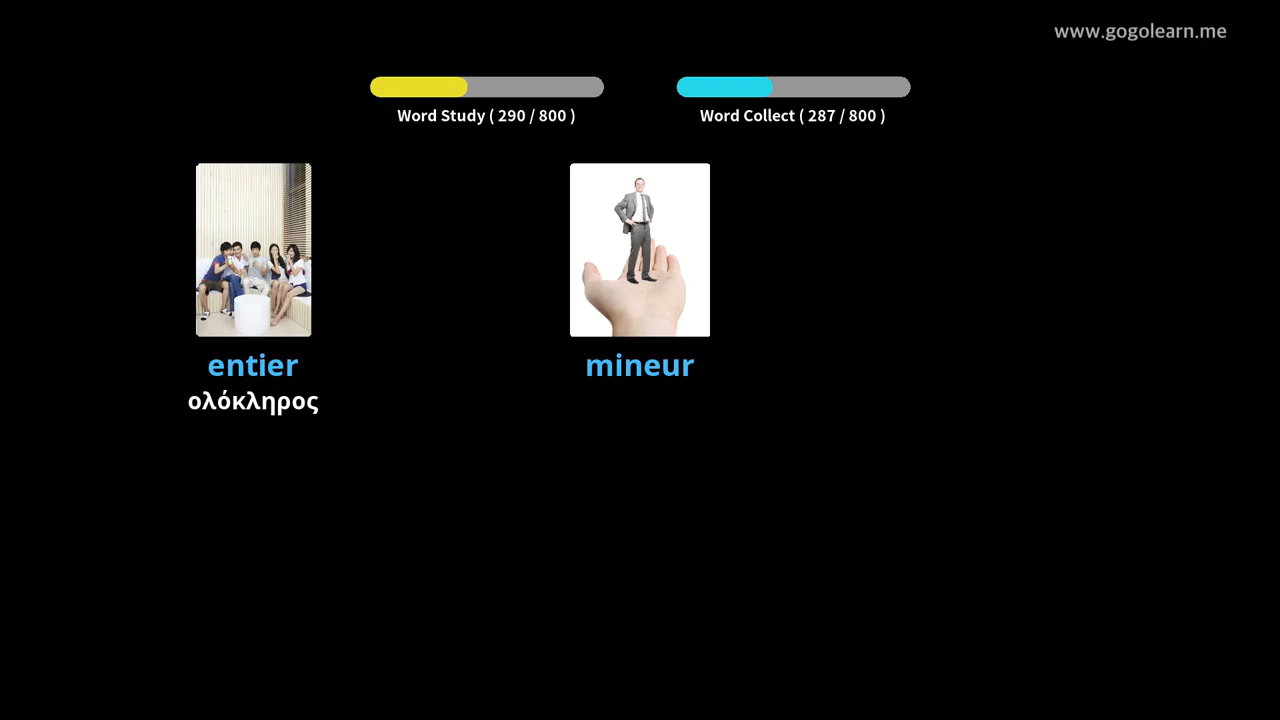 www.gogolearn.me
Word Study ( 290 / 800 )
Word Collect ( 287 / 800 )
entier
ολόκληρος
mineur